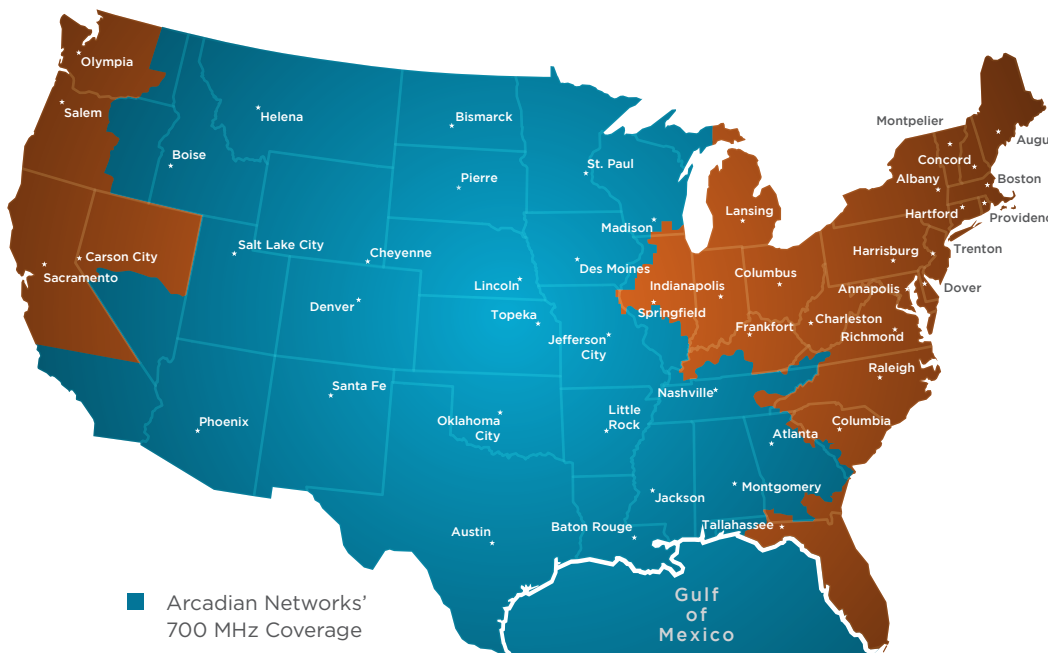 Olympia
Salem
Helena
Boise
Bismarck
Pierre
St. Paul
Madison
Lansing
Montpelier
Augu
Concord
Albany
Boston
Hartford
Providenc
Harrisburg
Trenton
Annapolis
Dover
Carson City
Sacramento
Salt Lake City
Cheyenne
Denver
Lincoln
Des Moines
Topeka
Jefferson
City
Indianapolis
Springfield
Columbus
Frankfort
Charleston
Richmond
Raleigh
Nashville
Columbia
Atlanta
Santa Fe
Phoenix
Oklahoma
City
Little
Rock
Jackson
Montgomery
Tallahassee
Baton Rouge
Austin
Gulf
of
Mexico
Arcadian Networks'
700 MHz Coverage